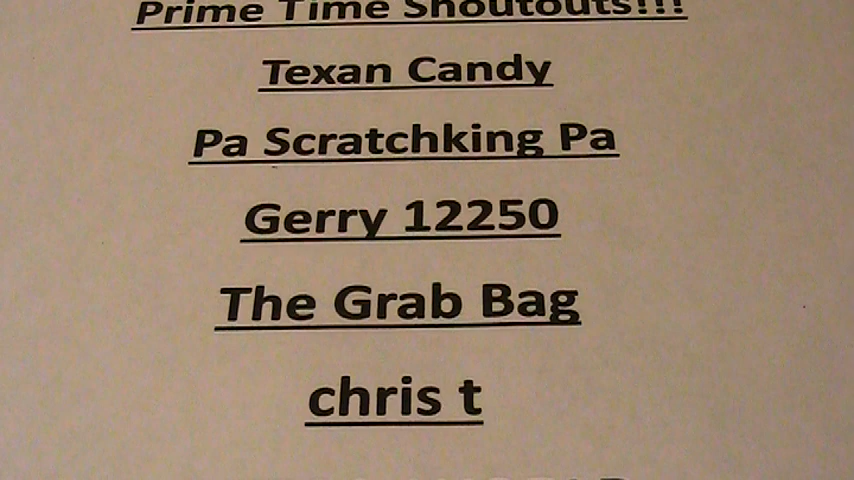 Prime Time Shoutouts!!!
Texan Candy
Pa Scratchking Pa
Gerry 12250
The Grab Bag
chris t